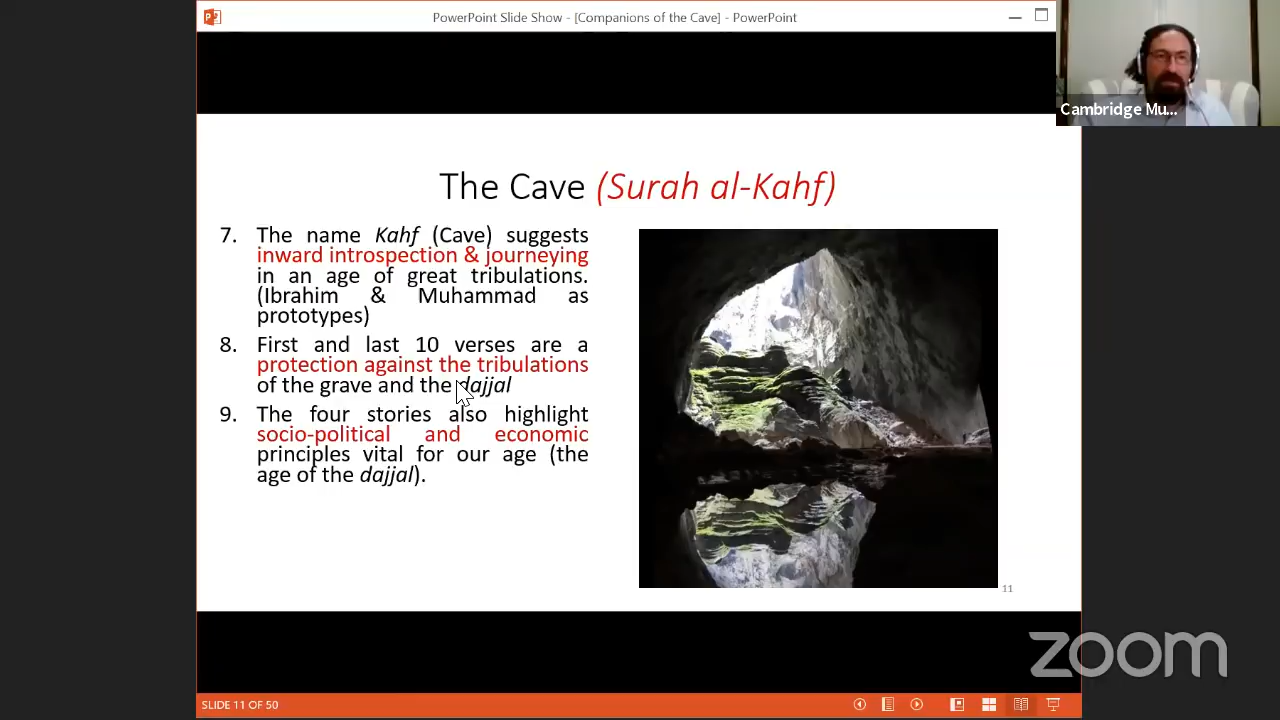 PowerPoint Slide Show - [Companions of the Cave] - PowerPoint
Cambridge Mu...
The Cave (Surah al-Kahf)
7. The name Kahf (Cave) suggests
inward introspection & journeying
in an age of great tribulations.
(Ibrahim & Muhammad as
prototypes)
8. First and last 10 verses are a
protection against the tribulations
of the grave and the dajjal
9. The four stories also highlight
socio-political and economic
principles vital for our age (the
age of the dajjal).
11
zoom
SLIDE 11 OF 50